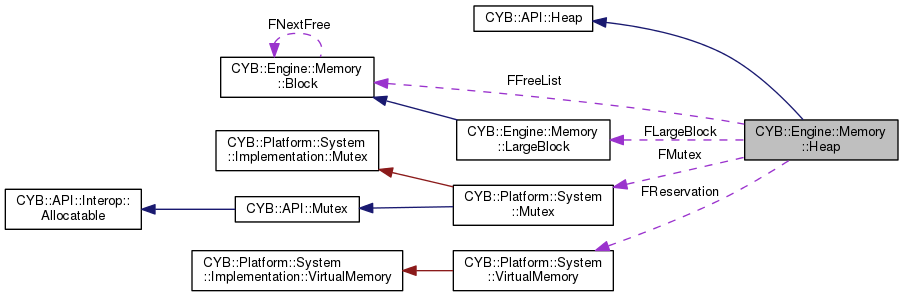 CYB::API::Heap
FNextFree
CYB::Engine::Memory
::Block
FFreeList
CYB::Engine::Memory
::LargeBlock
FLargeBlock
CYB::Engine::Memory
::Heap
CYB::Platform::System
::Implementation::Mutex
FMutex
CYB::Platform::System
::Mutex
FReservation
CYB::API::Interop::
Allocatable
CYB::API::Mutex
CYB::Platform::System
::Implementation::VirtualMemory
CYB::Platform::System
::VirtualMemory